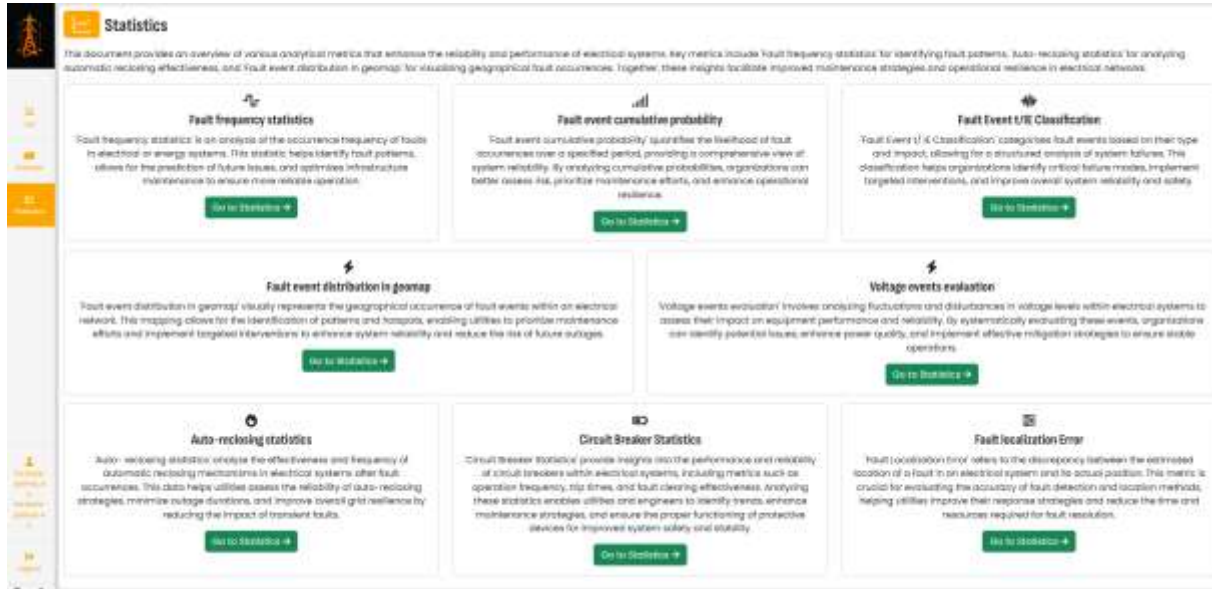 Statistics
This document provides an overview of various analytical metrics that enhance the reliability and performance of electrical systems. Key metrics include 'Fault frequency statistics' for identifying fault patterns, 'Auto-reclosing statistics' for analyzing
automatic reclosing effectiveness, and 'Fault event distribution in geomap' for visualizing geographical fault occurrences. Together, these insights facilitate improved maintenance strategies and operational resilience in electrical networks.
Fault frequency statistics
'Fault frequency statistics' is an analysis of the occurrence frequency of faults
in electrical or energy systems. This statistic helps identify fault patterns,
allows for the prediction of future issues, and optimizes infrastructure
maintenance to ensure more reliable operation.
Go to Statistics →
Fault event cumulative probability
'Fault event cumulative probability' quantifies the likelihood of fault
occurrences over a specified period, providing a comprehensive view of
system reliability. By analyzing cumulative probabilities, organizations can
better assess risk, prioritize maintenance efforts, and enhance operational
resilience.
Go to Statistics →
Fault Event t/IE Classification
'Fault Event t/ IE Classification' categorizes fault events based on their type
and impact, allowing for a structured analysis of system failures. This
classification helps organizations identify critical failure modes, implement
targeted interventions, and improve overall system reliability and safety.
Go to Statistics →
Fault event distribution in geomap
'Fault event distribution in geomap' visually represents the geographical occurrence of fault events within an electrical
network. This mapping allows for the identification of patterns and hotspots, enabling utilities to prioritize maintenance
efforts and implement targeted interventions to enhance system reliability and reduce the risk of future outages.
Go to Statistics →
Voltage events evaluation
'Voltage events evaluation' involves analyzing fluctuations and disturbances in voltage levels within electrical systems to
assess their impact on equipment performance and reliability. By systematically evaluating these events, organizations
can identify potential issues, enhance power quality, and implement effective mitigation strategies to ensure stable
operations.
Go to Statistics →
Auto-reclosing statistics
'Auto- reclosing statistics' analyze the effectiveness and frequency of
automatic reclosing mechanisms in electrical systems after fault
occurrences. This data helps utilities assess the reliability of auto-reclosing
strategies, minimize outage durations, and improve overall grid resilience by
reducing the impact of transient faults.
Go to Statistics →
Circuit Breaker Statistics
'Circuit Breaker Statistics' provide insights into the performance and reliability
of circuit breakers within electrical systems, including metrics such as
operation frequency, trip times, and fault clearing effectiveness. Analyzing
these statistics enables utilities and engineers to identify trends, enhance
maintenance strategies, and ensure the proper functioning of protective
devices for improved system safety and stability.
Go to Statistics →
Fault localization Error
'Fault Localization Error' refers to the discrepancy between the estimated
location of a fault in an electrical system and its actual position. This metric is
crucial for evaluating the accuracy of fault detection and location methods,
helping utilities improve their response strategies and reduce the time and
resources required for fault resolution.
Go to Statistics →